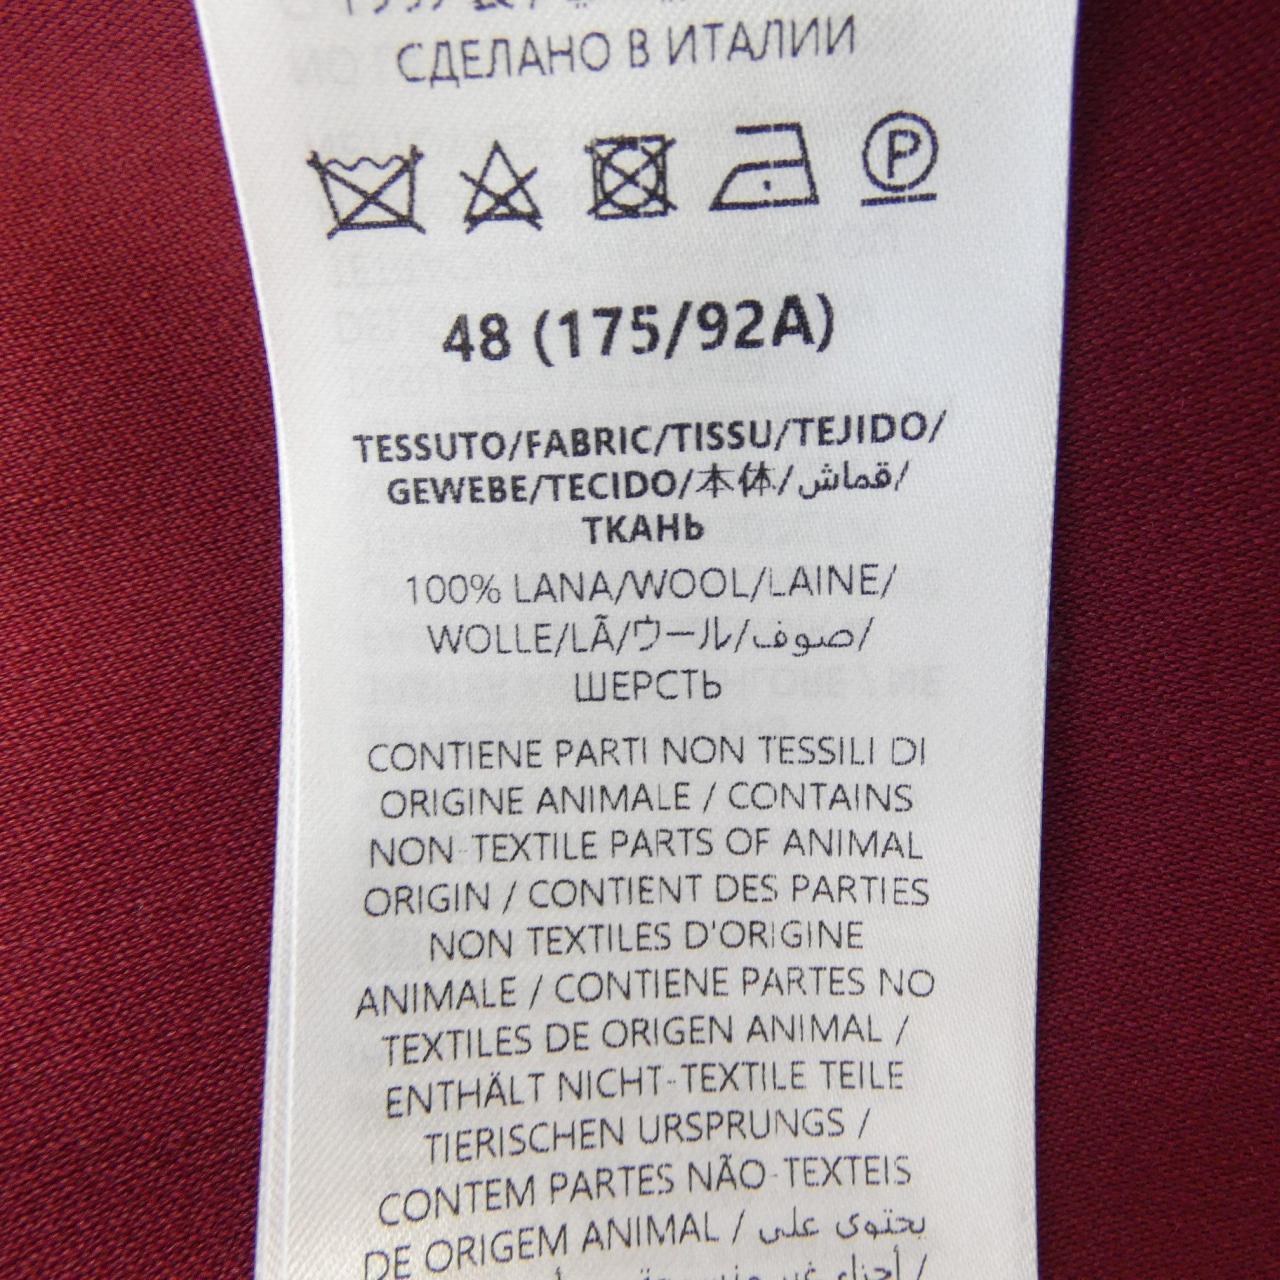 СДЕЛАНО В ИТАЛИИ
P
48 (175/92A)
TESSUTO/FABRIC/TISSU/TEJIDO/
GEWEBE/TECIDO/本体/قماش/
ТКАНЬ
100% LANA/WOOL/LAINE/
WOLLE/LÃ/ウール/صوف/
ШЕРСТЬ
CONTIENE PARTI NON TESSILI DI
ORIGINE ANIMALE / CONTAINS
NON-TEXTILE PARTS OF ANIMAL
ORIGIN / CONTIENT DES PARTIES
NON TEXTILES D'ORIGINE
ANIMALE / CONTIENE PARTES NO
TEXTILES DE ORIGEN ANIMAL /
ENTHÄLT NICHT-TEXTILE TEILE
TIERISCHEN URSPRUNGS /
CONTEM PARTES NÃO-TEXTEIS
DE ORIGEM ANIMAL / يحتوى على